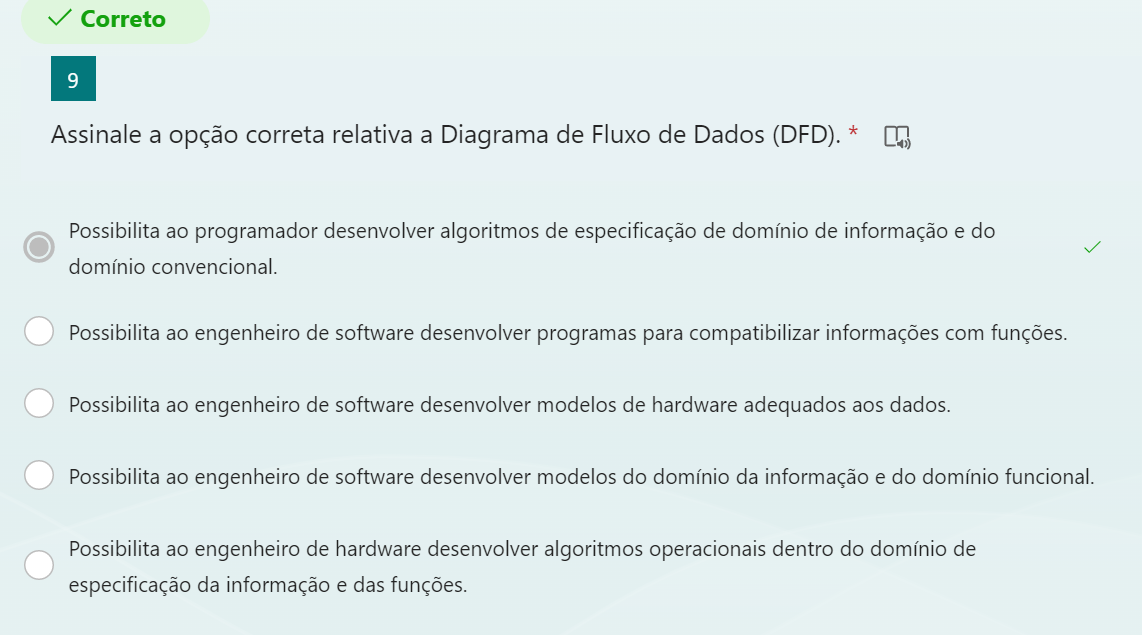 Correto
9
Assinale a opção correta relativa a Diagrama de Fluxo de Dados (DFD). *
Possibilita ao programador desenvolver algoritmos de especificação de domínio de informação e do
domínio convencional.
Possibilita ao engenheiro de software desenvolver programas para compatibilizar informações com funções.
Possibilita ao engenheiro de software desenvolver modelos de hardware adequados aos dados.
Possibilita ao engenheiro de software desenvolver modelos do domínio da informação e do domínio funcional.
Possibilita ao engenheiro de hardware desenvolver algoritmos operacionais dentro do domínio de
especificação da informação e das funções.